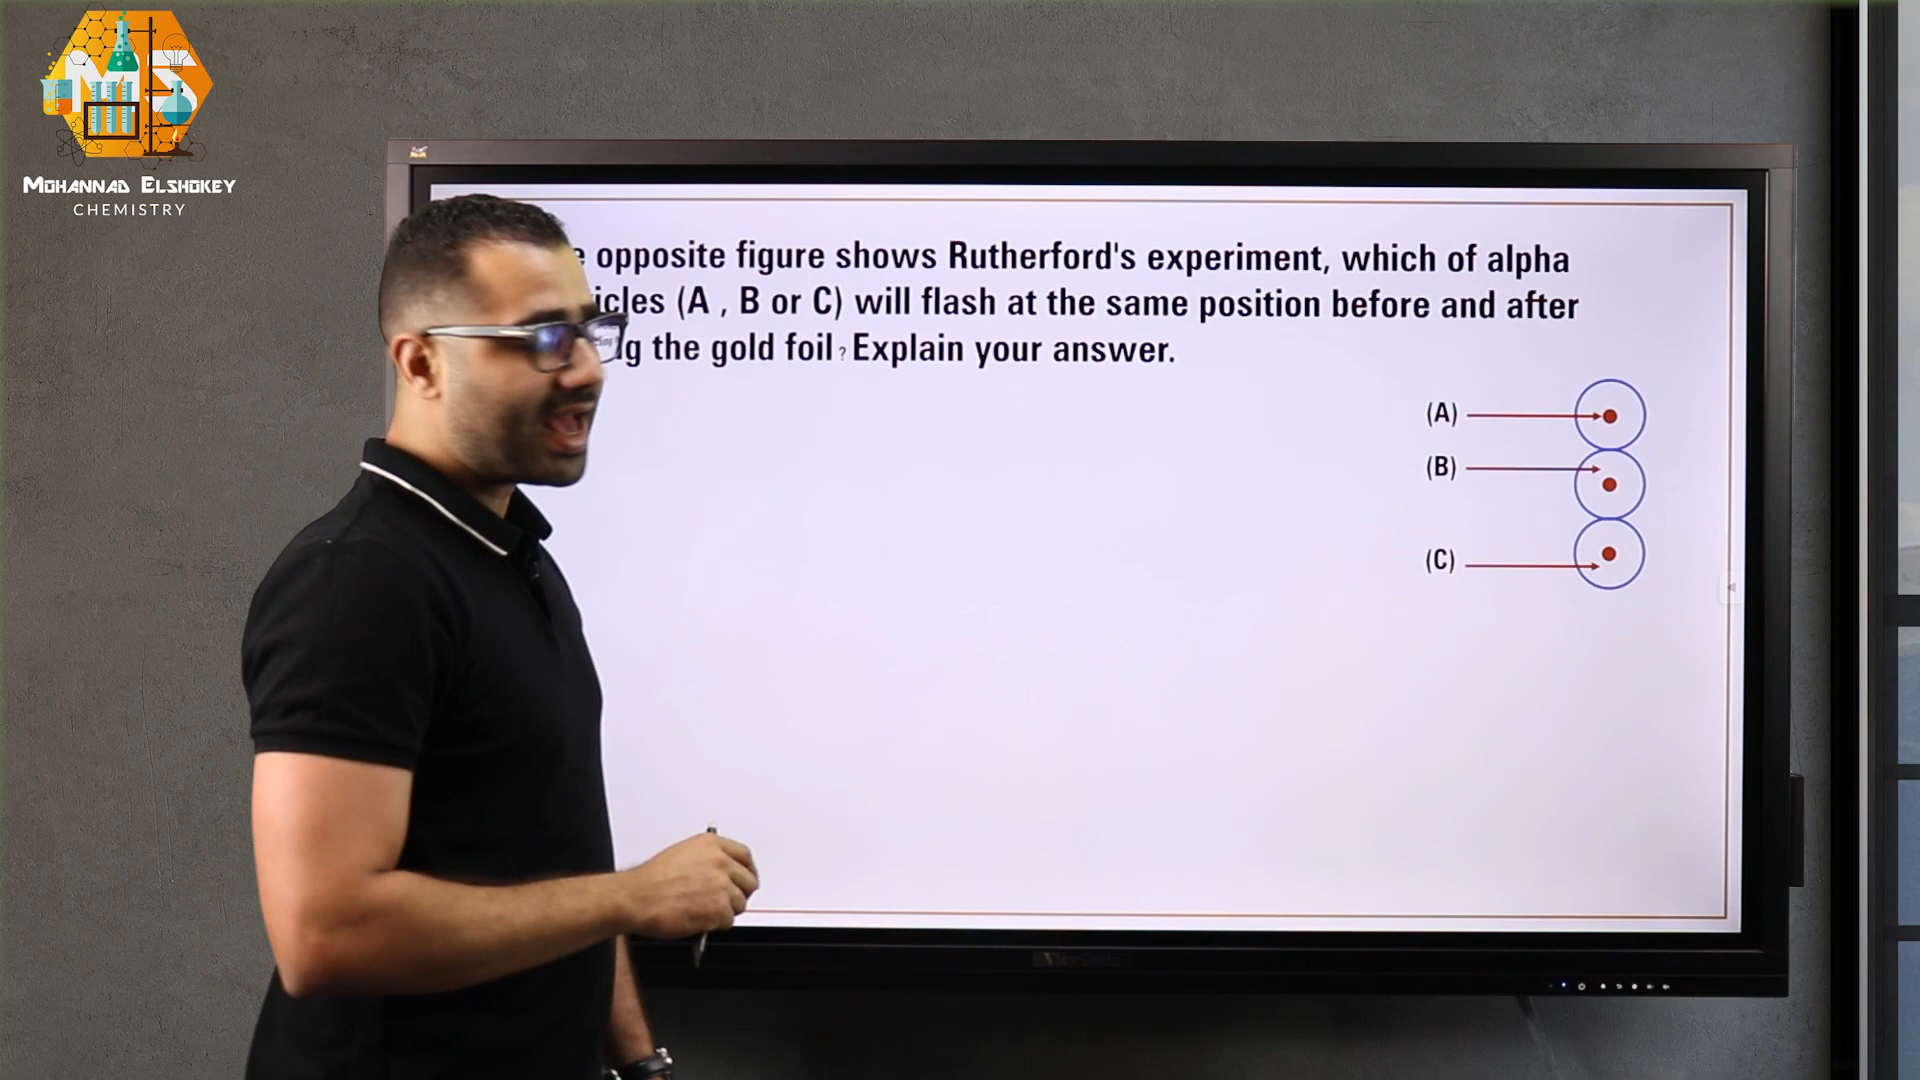 MS
MOHANNAD ELSHOKEY
CHEMISTRY
opposite figure shows Rutherford's experiment, which of alpha
(A , B or C) will flash at the same position before and after
the gold foil ? Explain your answer.
(A)
(B)
(C)